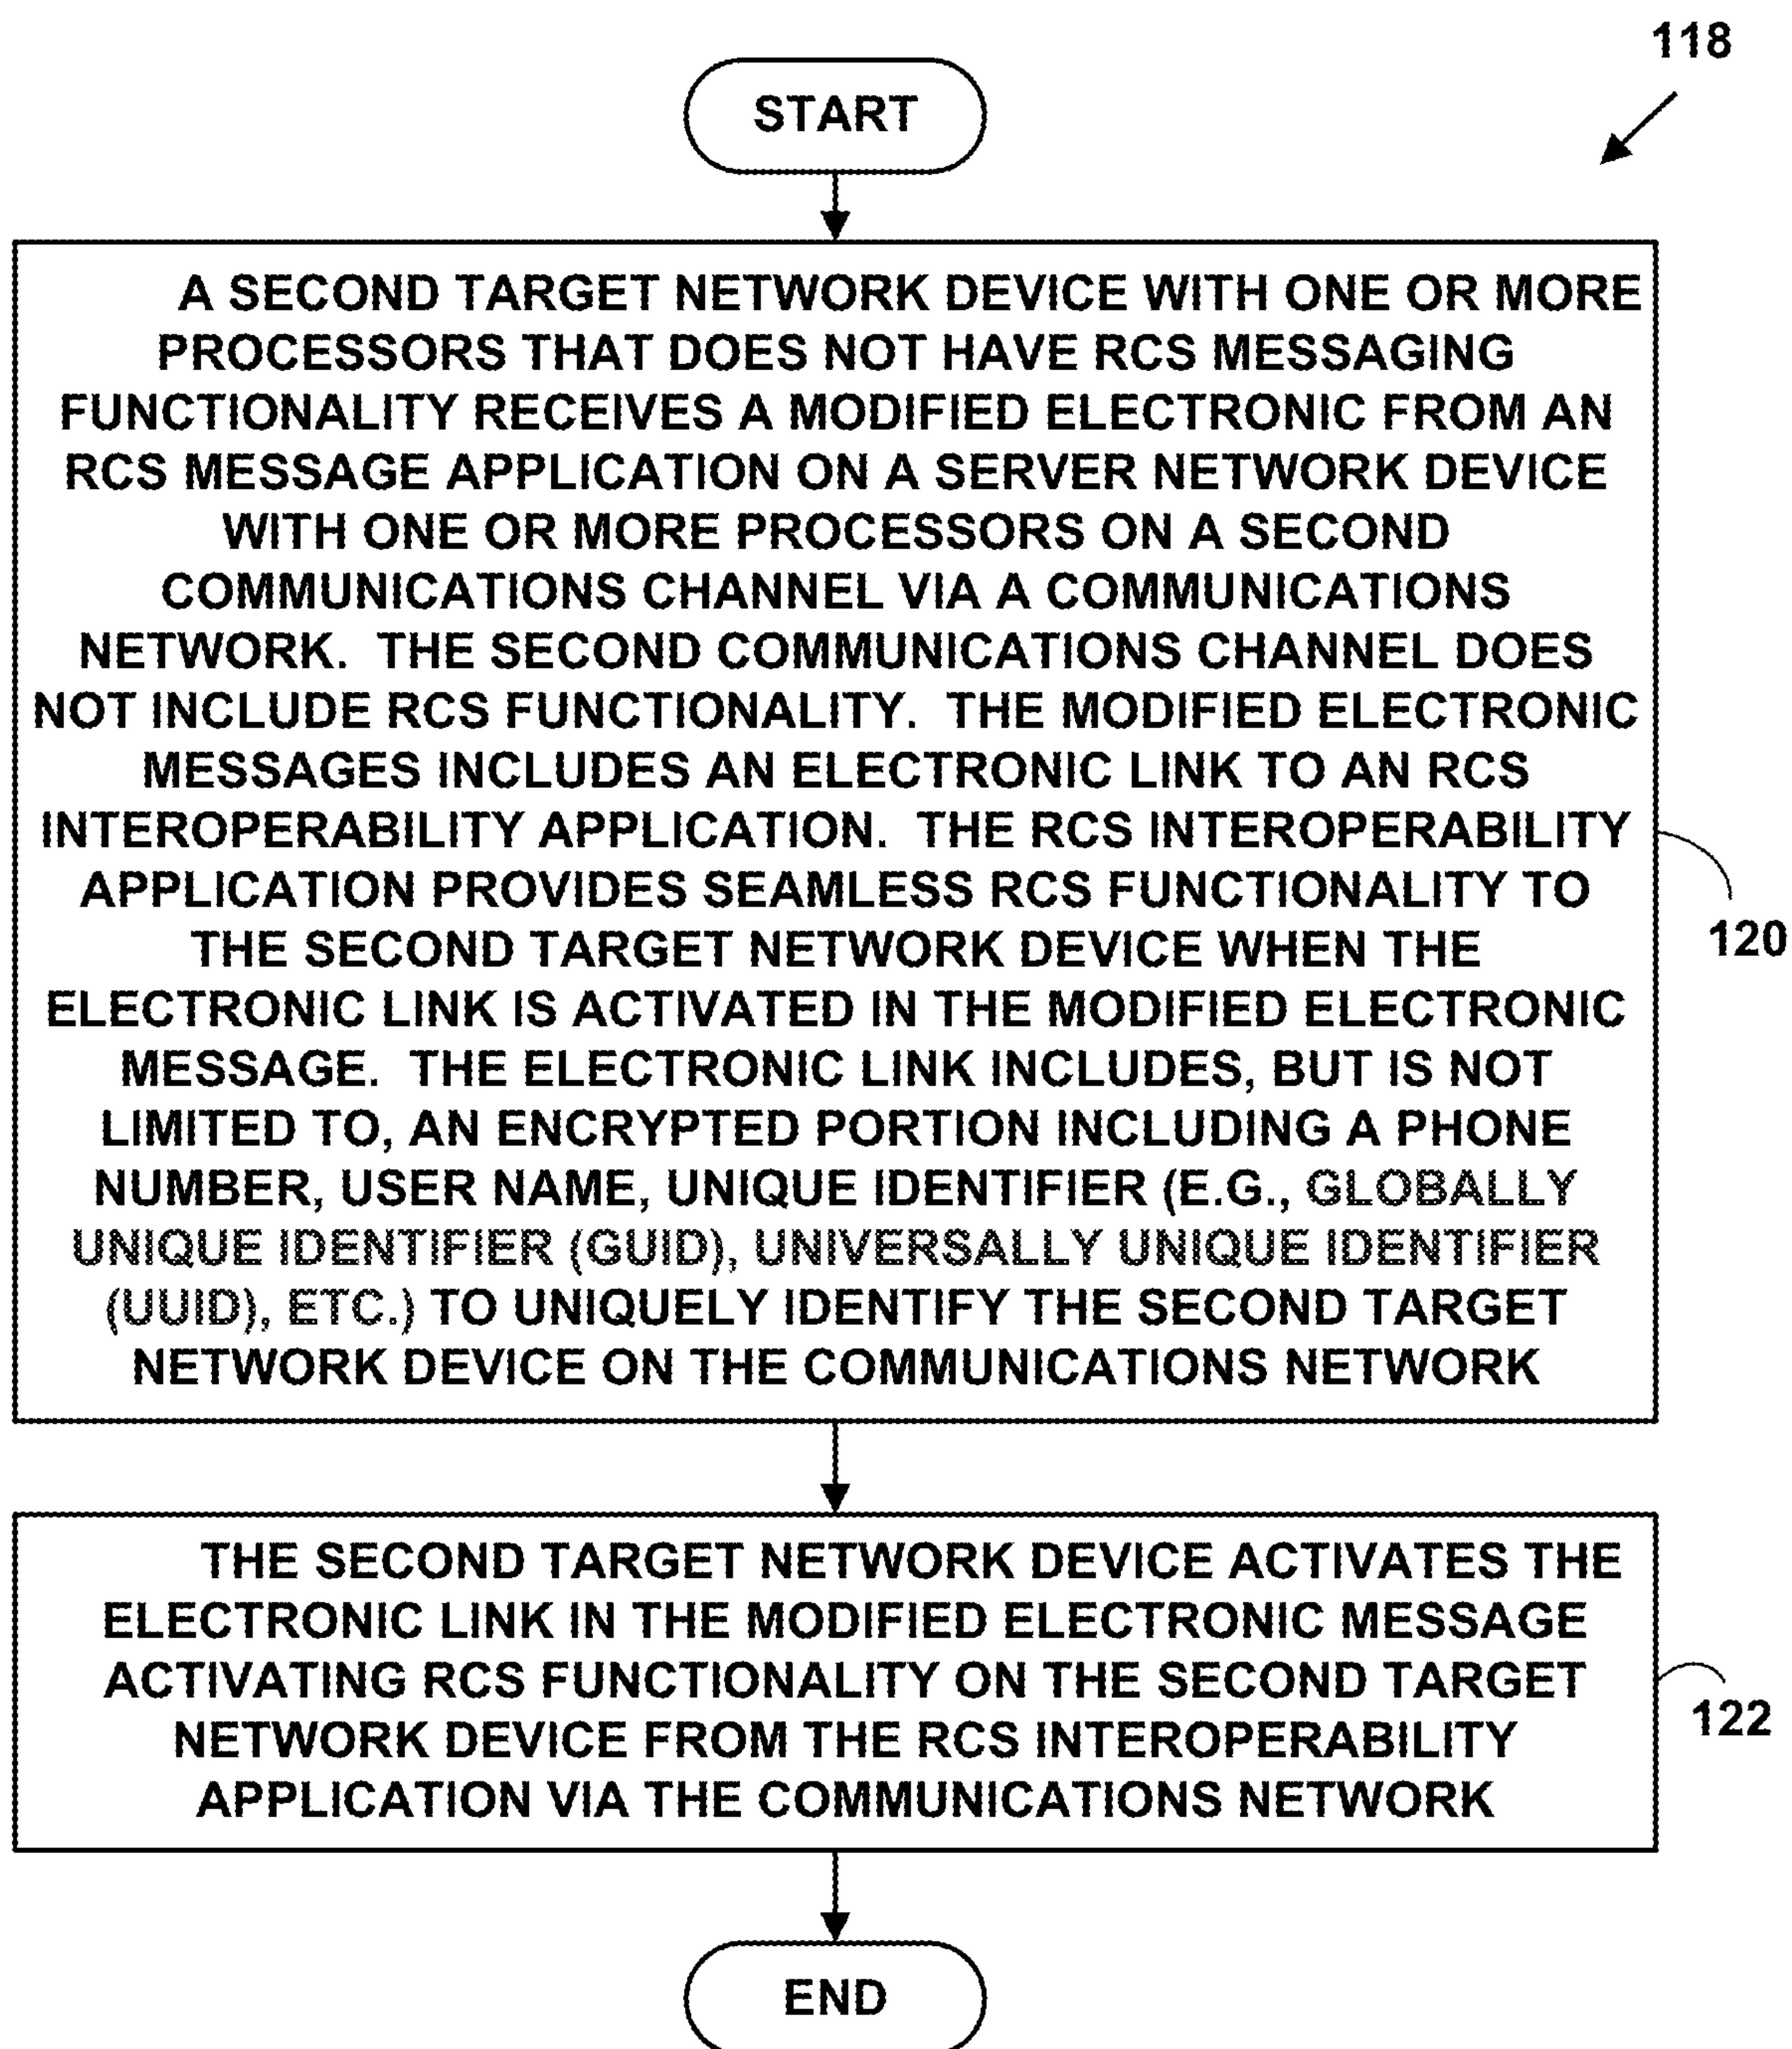 118
START
A SECOND TARGET NETWORK DEVICE WITH ONE OR MORE
PROCESSORS THAT DOES NOT HAVE RCS MESSAGING
FUNCTIONALITY RECEIVES A MODIFIED ELECTRONIC FROM AN
RCS MESSAGE APPLICATION ON A SERVER NETWORK DEVICE
WITH ONE OR MORE PROCESSORS ON A SECOND
COMMUNICATIONS CHANNEL VIA A COMMUNICATIONS
NETWORK. THE SECOND COMMUNICATIONS CHANNEL DOES
NOT INCLUDE RCS FUNCTIONALITY. THE MODIFIED ELECTRONIC
MESSAGES INCLUDES AN ELECTRONIC LINK TO AN RCS
INTEROPERABILITY APPLICATION. THE RCS INTEROPERABILITY
APPLICATION PROVIDES SEAMLESS RCS FUNCTIONALITY TO
THE SECOND TARGET NETWORK DEVICE WHEN THE
ELECTRONIC LINK IS ACTIVATED IN THE MODIFIED ELECTRONIC
MESSAGE. THE ELECTRONIC LINK INCLUDES, BUT IS NOT
LIMITED TO, AN ENCRYPTED PORTION INCLUDING A PHONE
NUMBER, USER NAME, UNIQUE IDENTIFIER (E.G., GLOBALLY
UNIQUE IDENTIFIER (GUID), UNIVERSALLY UNIQUE IDENTIFIER
(UUID), ETC.) TO UNIQUELY IDENTIFY THE SECOND TARGET
NETWORK DEVICE ON THE COMMUNICATIONS NETWORK
120
THE SECOND TARGET NETWORK DEVICE ACTIVATES THE
ELECTRONIC LINK IN THE MODIFIED ELECTRONIC MESSAGE
ACTIVATING RCS FUNCTIONALITY ON THE SECOND TARGET
NETWORK DEVICE FROM THE RCS INTEROPERABILITY
APPLICATION VIA THE COMMUNICATIONS NETWORK
122
END